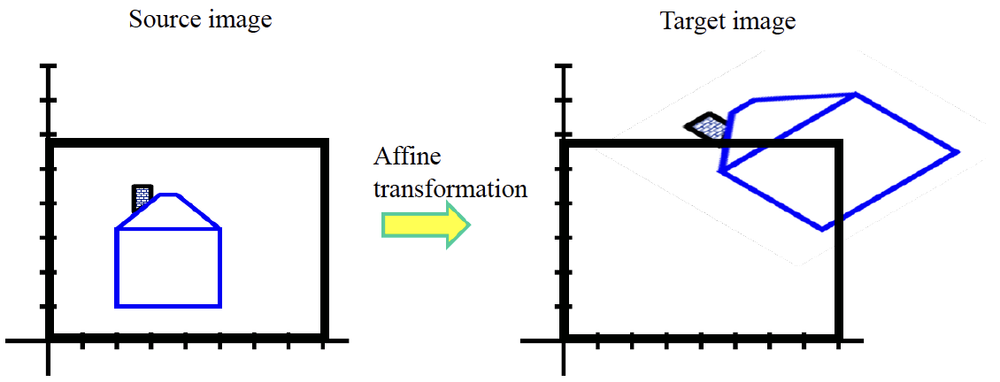 Source image
Target image
Affine
transformation